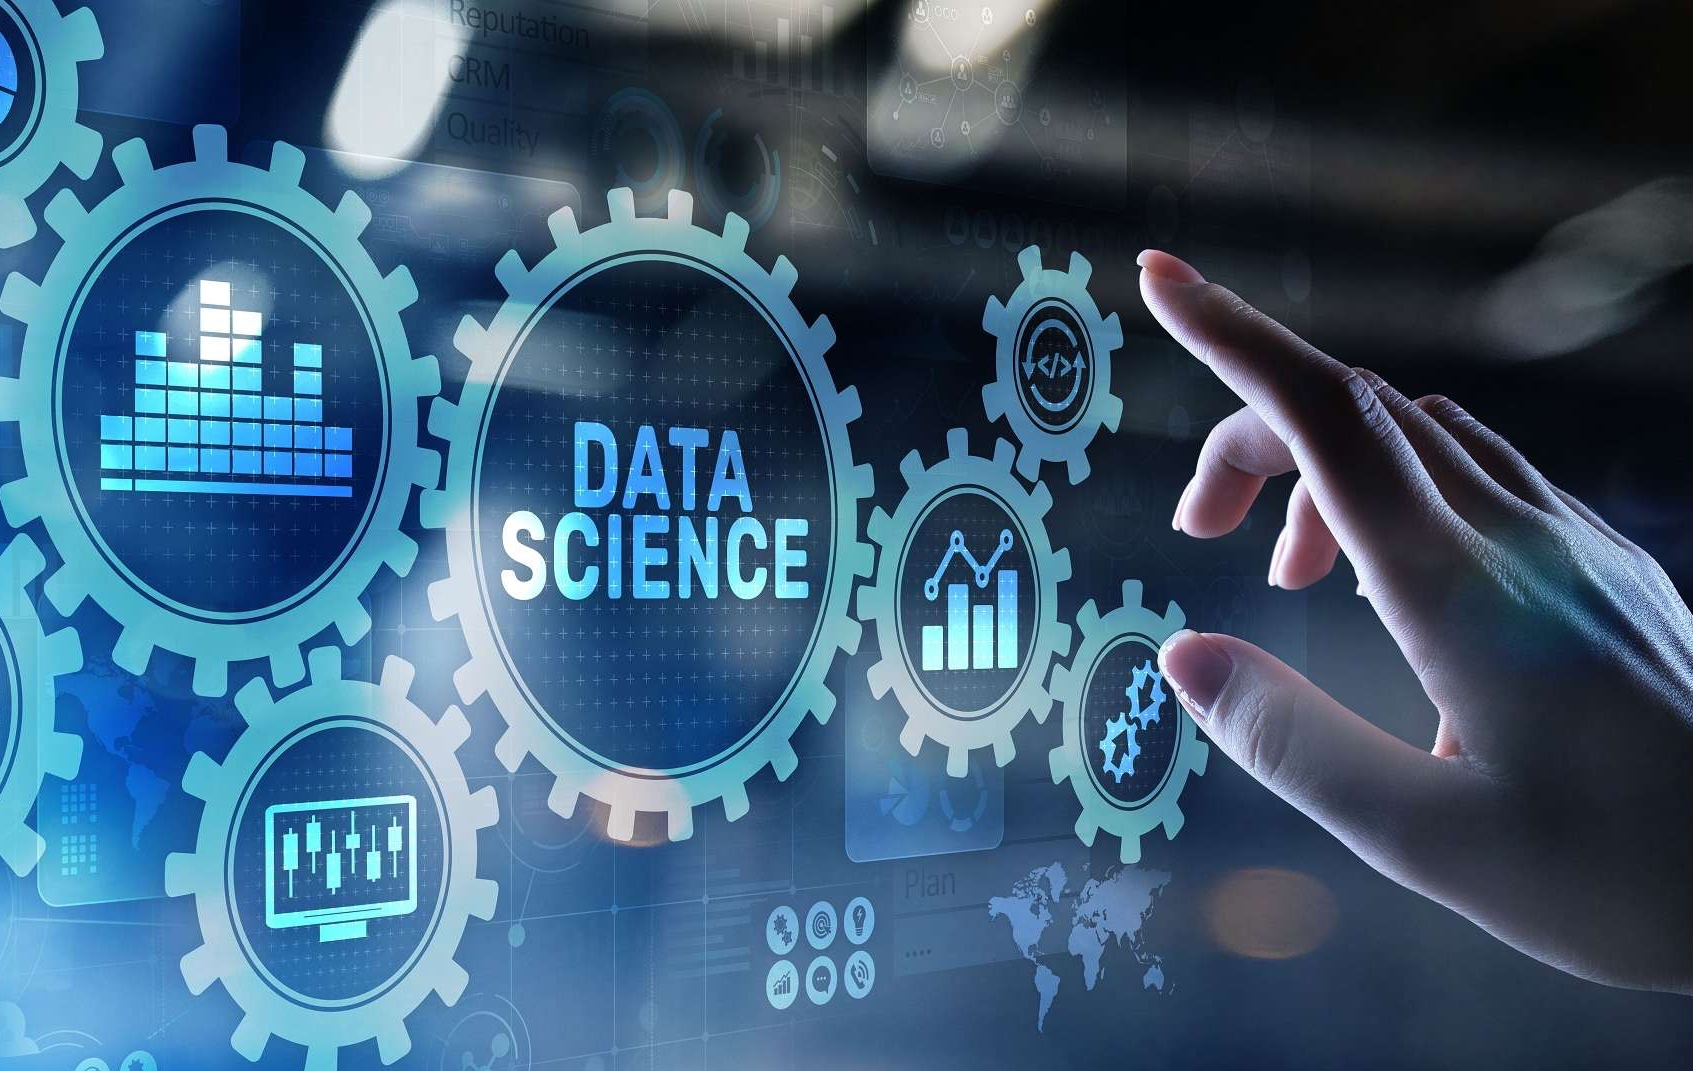 Reputation
CRM
Quality
DATA
SCIENCE
</>
Plan